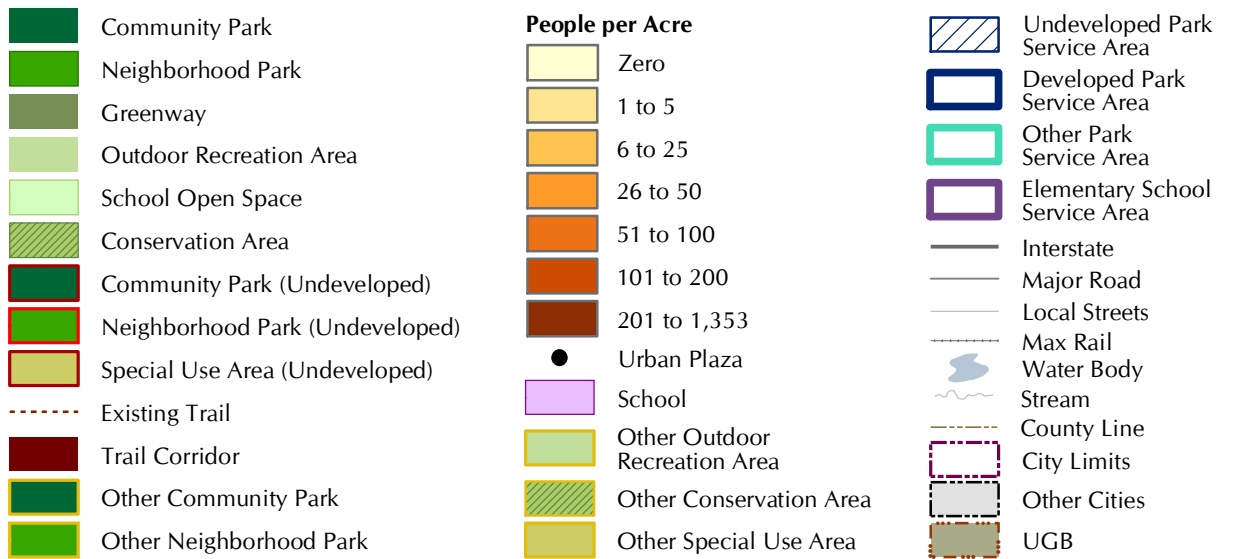 Community Park
Neighborhood Park
Greenway
Outdoor Recreation Area
School Open Space
Conservation Area
Community Park (Undeveloped)
Neighborhood Park (Undeveloped)
Special Use Area (Undeveloped)
Existing Trail
Trail Corridor
Other Community Park
Other Neighborhood Park
People per Acre
Zero
1 to 5
6 to 25
26 to 50
51 to 100
101 to 200
201 to 1,353
Urban Plaza
School
Other Outdoor
Recreation Area
Other Conservation Area
Other Special Use Area
Undeveloped Park
Service Area
Developed Park
Service Area
Other Park
Service Area
Elementary School
Service Area
Interstate
Major Road
Local Streets
Max Rail
Water Body
Stream
County Line
City Limits
Other Cities
UGB